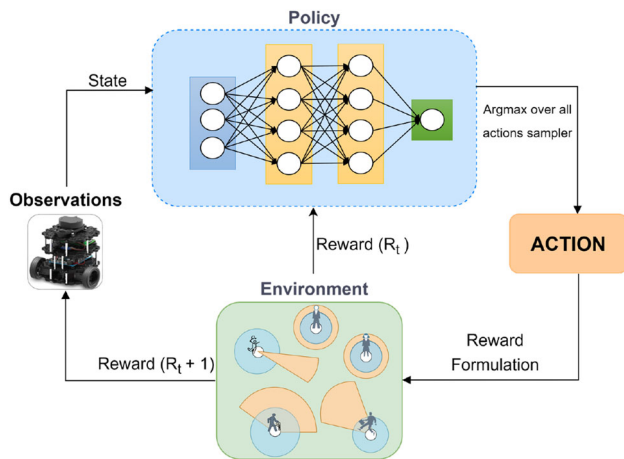 Policy
State
Argmax over all
actions sampler
Observations
Reward (Rt )
ACTION
Environment
Reward (Rt + 1)
Reward
Formulation